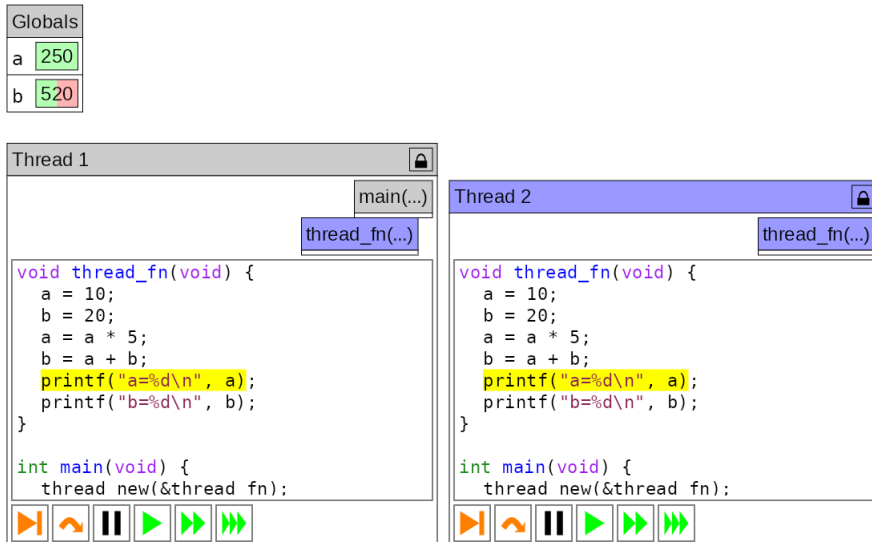 Globals
a 250
b 520
Thread 1
main(...)
thread_fn(...)
void thread_fn(void) {
a = 10;
b = 20;
a = a * 5;
b = a + b;
printf("a=%d\n", a);
printf("b=%d\n", b);
}
int main(void) {
thread_new(&thread_fn);
Thread 2
thread_fn(...)
void thread_fn(void) {
a = 10;
b = 20;
a = a * 5;
b = a + b;
printf("a=%d\n", a);
printf("b=%d\n", b);
}
int main(void) {
thread_new(&thread_fn);